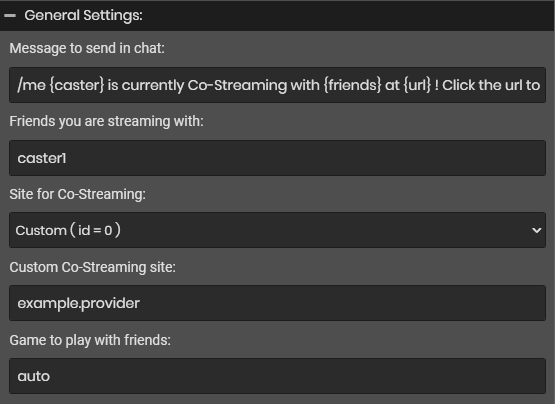 General Settings:
Message to send in chat:
/me {caster} is currently Co-Streaming with {friends} at {url} ! Click the url to
Friends you are streaming with:
caster1
Site for Co-Streaming:
Custom ( id = 0 )
Custom Co-Streaming site:
example.provider
Game to play with friends:
auto